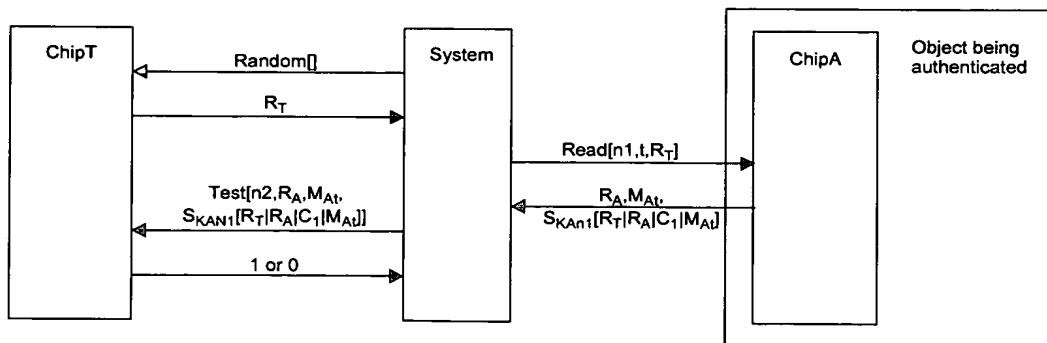 ChipT
System
ChipA
Object being
authenticated
Random[]
R_T
Read[n1,t,R_T]
Test[n2,R_A,M_At,
S_KAN1[R_T|R_A|C_1|M_At]]
R_A,M_At,
S_KAn1[R_T|R_A|C_1|M_At]
1 or 0